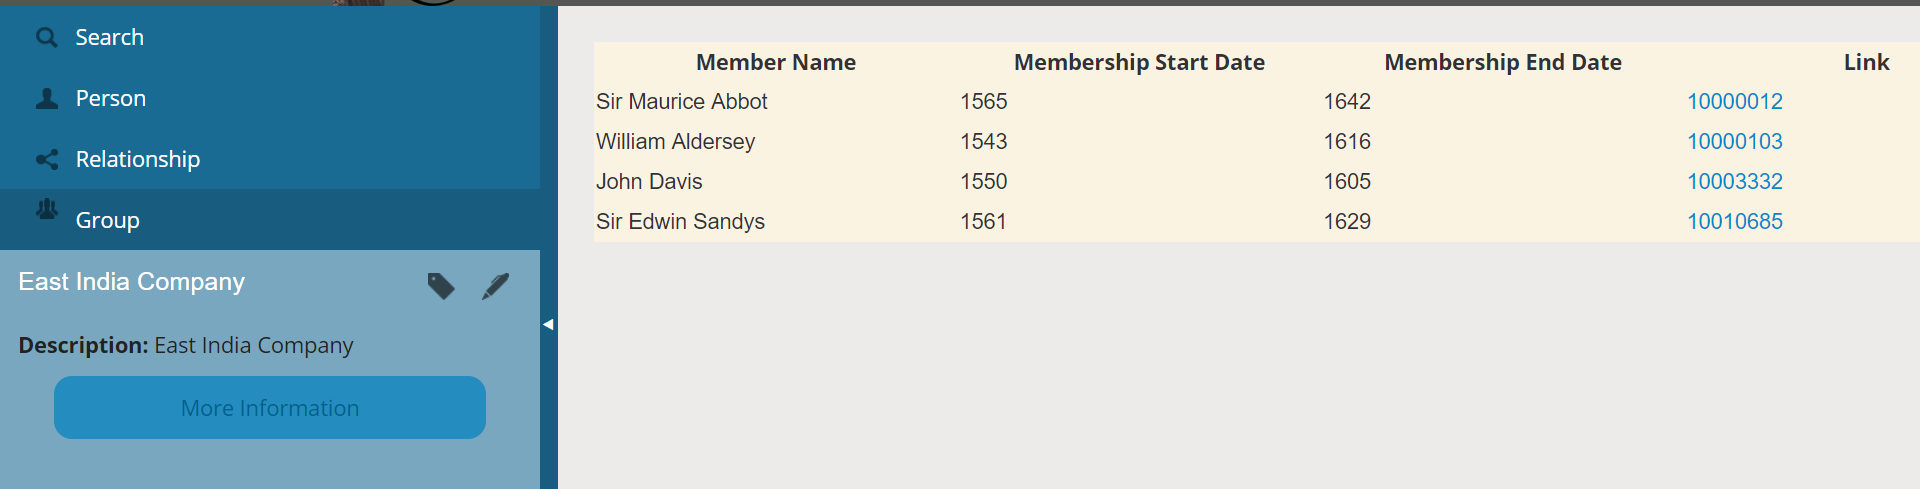 Search
Person
Relationship
Group
East India Company
Description: East India Company
More Information
Member Name Membership Start Date Membership End Date Link
Sir Maurice Abbot 1565 1642 10000012
William Aldersey 1543 1616 10000103
John Davis 1550 1605 10003332
Sir Edwin Sandys 1561 1629 10010685